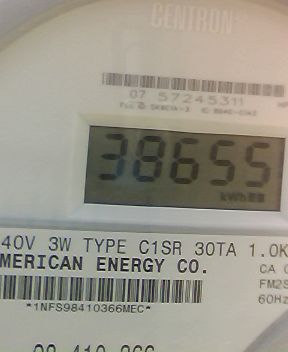 CENTRON
07 57245311
38655
kWh
40V 3W TYPE C1SR 30TA 1.0K
MERICAN ENERGY CO.
CA
FM2S
60Hz
*1NFS98410366MEC*